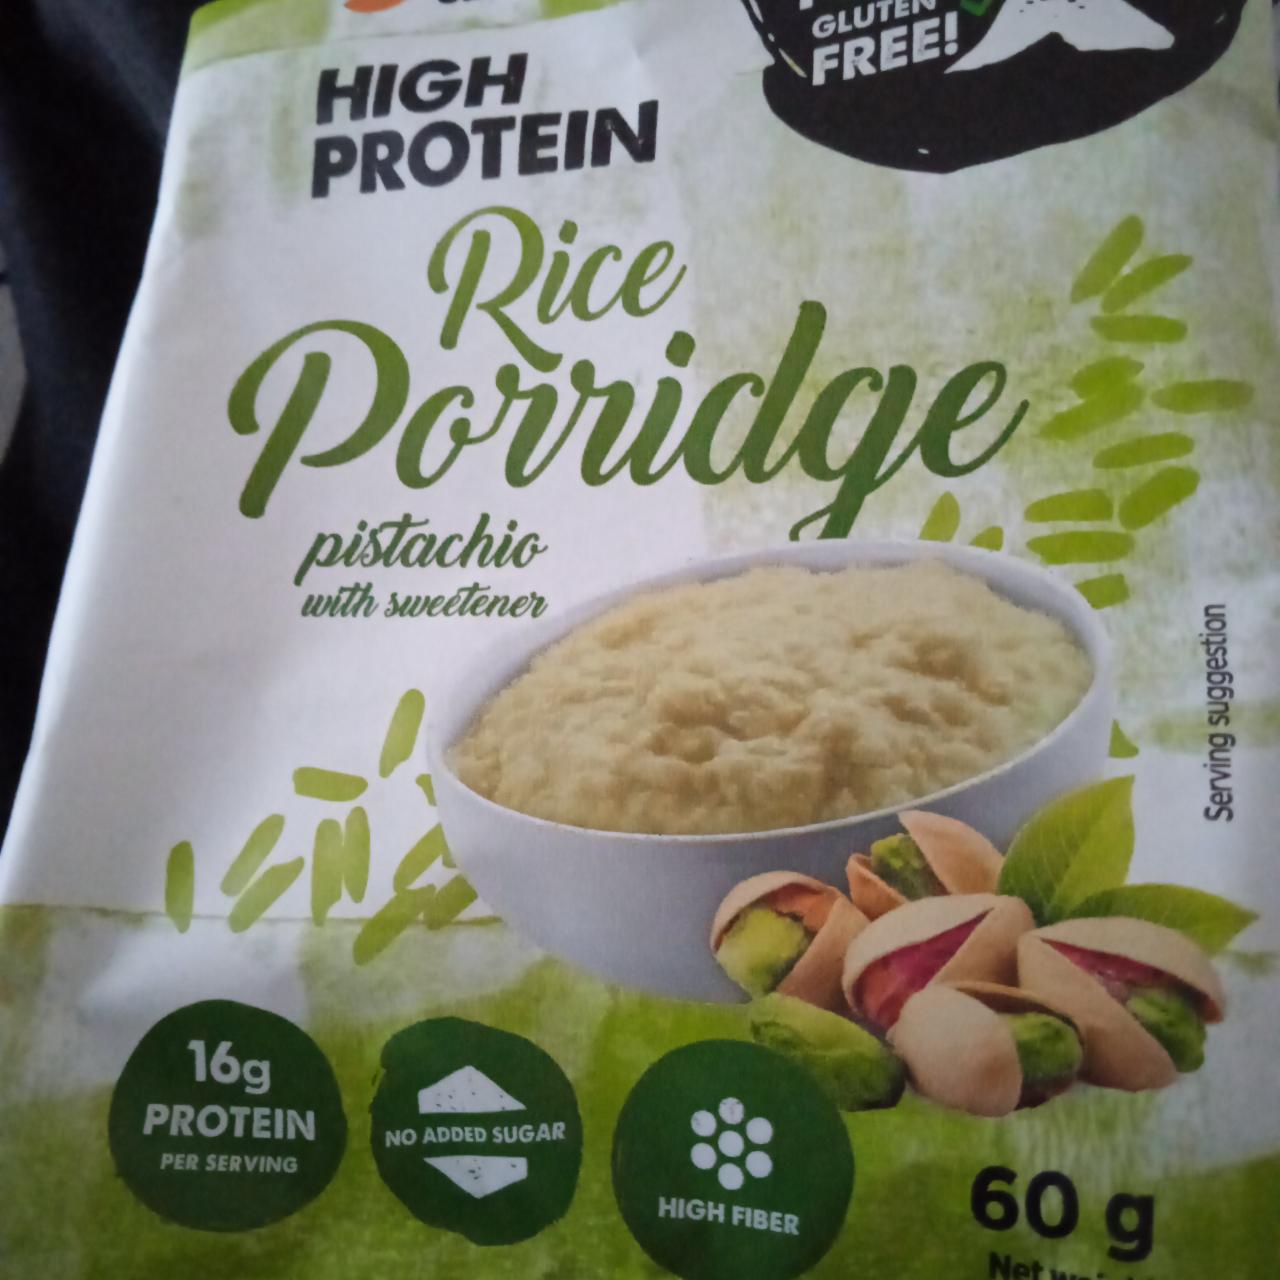 GLUTEN
FREE!
HIGH
PROTEIN
Rice
Porridge
pistachio
with sweetener
Serving suggestion
16g
PROTEIN
PER SERVING
NO ADDED SUGAR
HIGH FIBER
60 g
Net